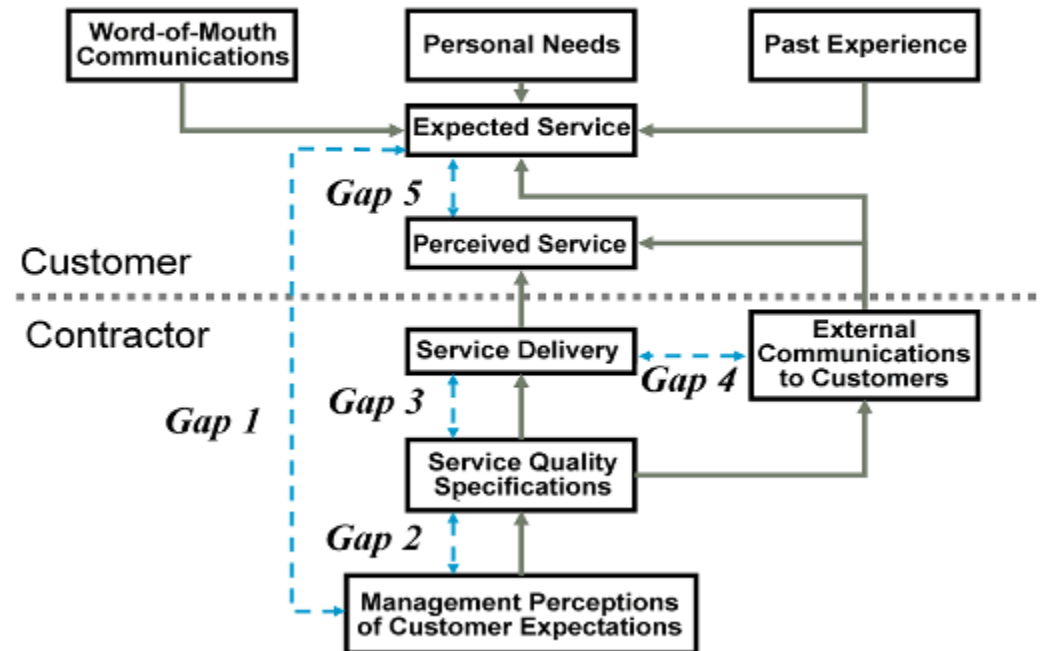 Word-of-Mouth
Communications
Personal Needs
Past Experience
Expected Service
Gap 5
Perceived Service
Customer
Contractor
Service Delivery
External
Communications
to Customers
Gap 4
Gap 3
Gap 1
Service Quality
Specifications
Gap 2
Management Perceptions
of Customer Expectations